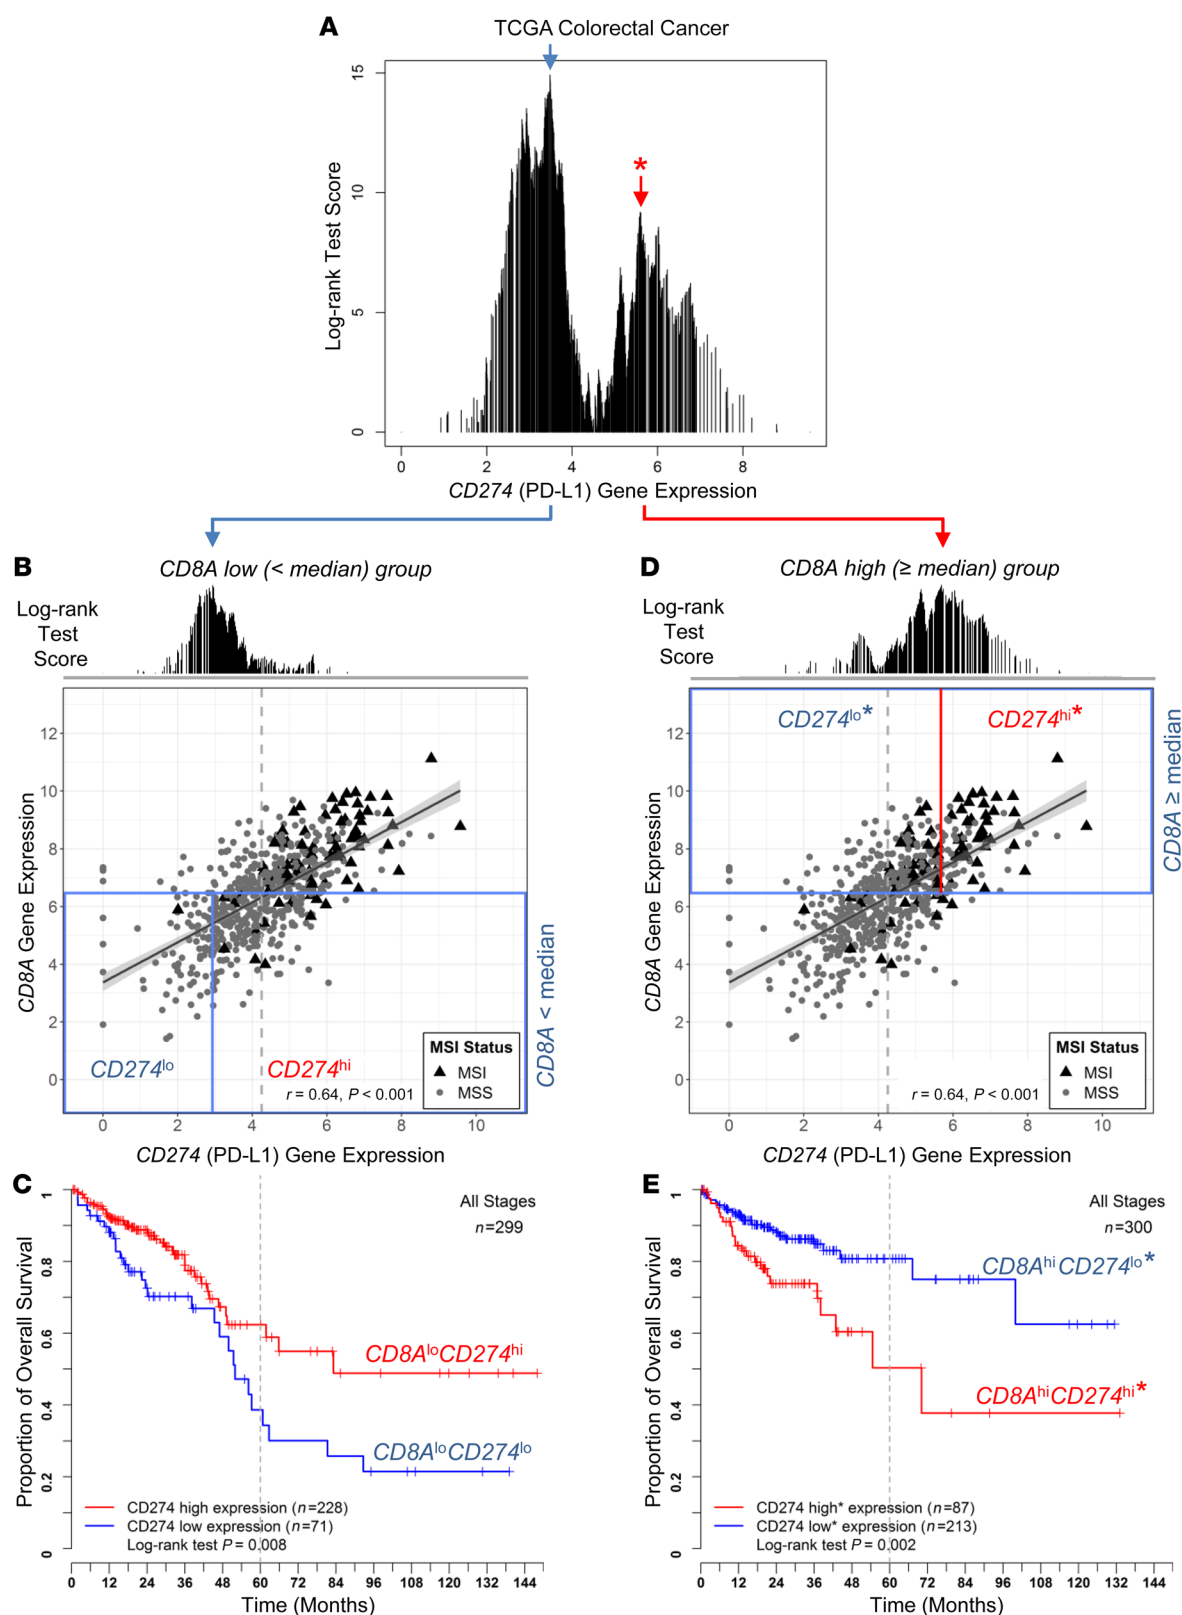 A
TCGA Colorectal Cancer
Log-rank Test Score
15
10
5
0
*
0 2 4 6 8
CD274 (PD-L1) Gene Expression
B
CD8A low (< median) group
Log-rank
Test
Score
CD8A Gene Expression
12
10
8
6
4
2
0
CD274lo
CD274hi
CD8A < median
MSI Status
MSI
MSS
r = 0.64, P < 0.001
0 2 4 6 8 10
CD274 (PD-L1) Gene Expression
D
CD8A high (≥ median) group
Log-rank
Test
Score
CD8A Gene Expression
12
10
8
6
4
2
0
CD274lo*
CD274hi*
CD8A ≥ median
MSI Status
MSI
MSS
r = 0.64, P < 0.001
0 2 4 6 8 10
CD274 (PD-L1) Gene Expression
C
Proportion of Overall Survival
1
0.8
0.6
0.4
0.2
0
All Stages
n=299
CD8AloCD274hi
CD8AloCD274lo
CD274 high expression (n=228)
CD274 low expression (n=71)
Log-rank test P = 0.008
0 12 24 36 48 60 72 84 96 108 120 132 144
Time (Months)
E
Proportion of Overall Survival
1
0.8
0.6
0.4
0.2
0
All Stages
n=300
CD8AhiCD274lo*
CD8AhiCD274hi*
CD274 high* expression (n=87)
CD274 low* expression (n=213)
Log-rank test P = 0.002
0 12 24 36 48 60 72 84 96 108 120 132 144
Time (Months)